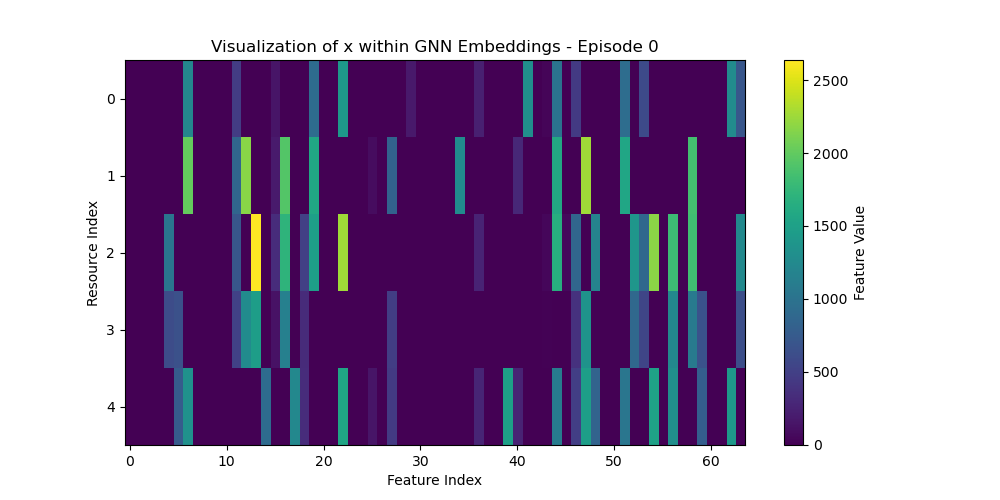 Visualization of x within GNN Embeddings - Episode 0
Resource Index
0
1
2
3
4
0 10 20 30 40 50 60
Feature Index
2500
2000
1500
1000
500
0
Feature Value